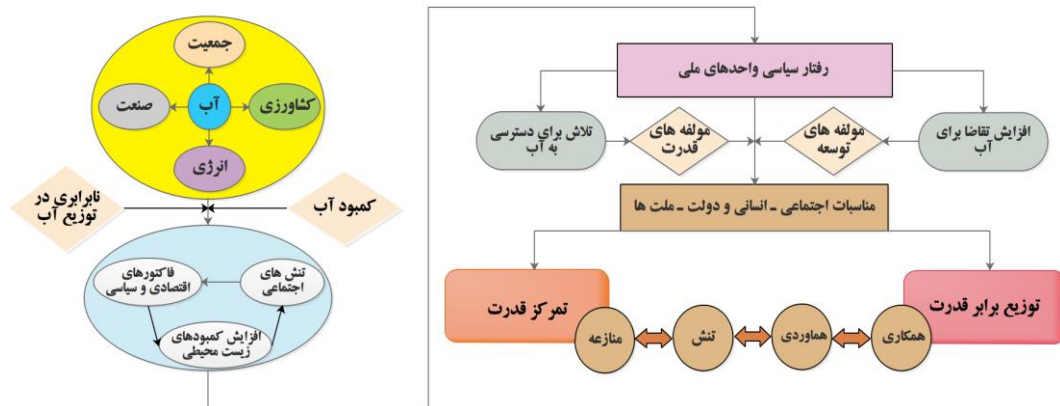 جمعیت
صنعت
آب
کشاورزی
انرژی
نابرابری در
توزیع آب
کمبود آب
فاکتورهای
اقتصادی و سیاسی
تنش های
اجتماعی
افزایش کمبودهای
زیست محیطی
رفتار سیاسی واحدهای ملی
افزایش تقاضا برای
آب
مولفه های
توسعه
مولفه های
قدرت
تلاش برای دسترسی
به آب
مناسبات اجتماعی ـ انسانی و دولت ـ ملت ها
توزیع برابر قدرت
تمرکز قدرت
همکاری
هماوردی
تنش
منازعه